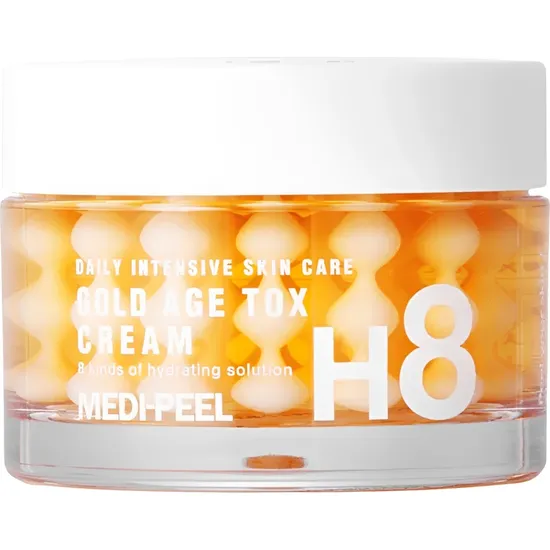 DAILY INTENSIVE SKIN CARE
GOLD AGE TOX
CREAM
8 kinds of hydrating solution
MEDI-PEEL
H8